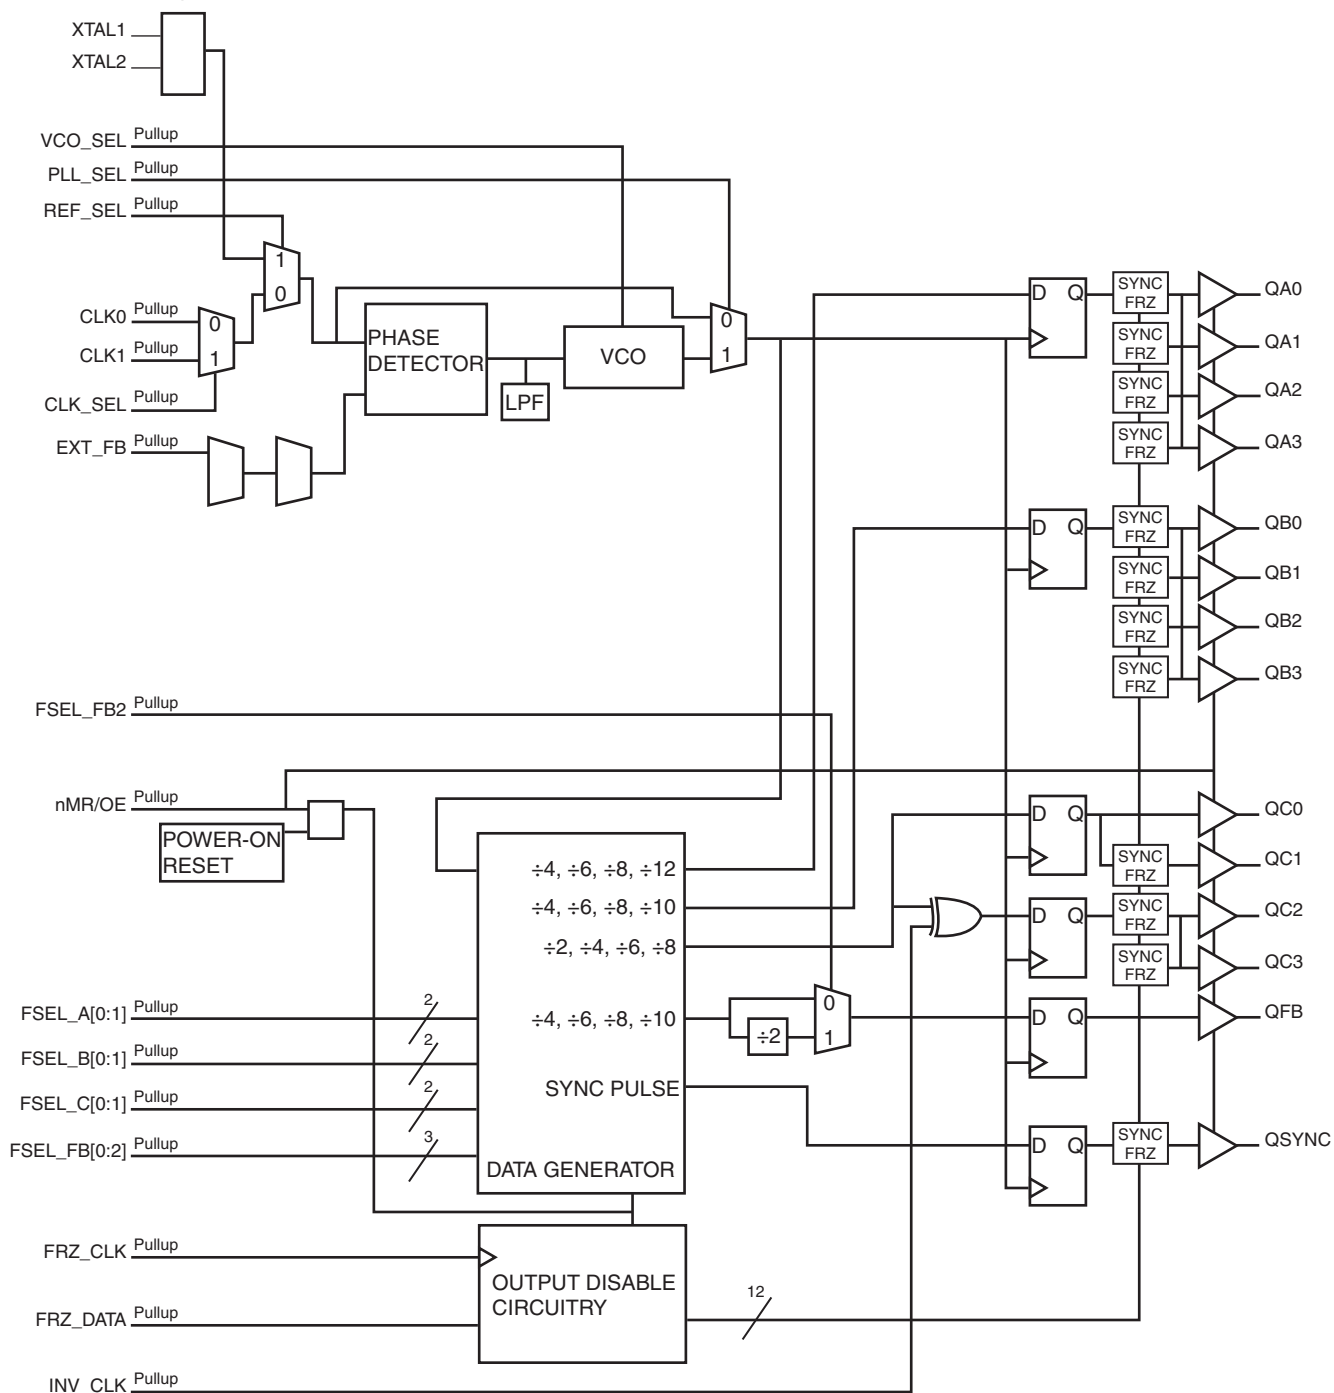 XTAL1
XTAL2
VCO_SEL Pullup
PLL_SEL Pullup
REF_SEL Pullup
1
0
CLK0 Pullup
0
CLK1 Pullup
1
CLK_SEL Pullup
EXT_FB Pullup
PHASE
DETECTOR
LPF
VCO
0
1
D Q
SYNC
FRZ
QA0
SYNC
FRZ
QA1
SYNC
FRZ
QA2
SYNC
FRZ
QA3
D Q
SYNC
FRZ
QB0
SYNC
FRZ
QB1
SYNC
FRZ
QB2
SYNC
FRZ
QB3
FSEL_FB2 Pullup
nMR/OE Pullup
POWER-ON
RESET
÷4, ÷6, ÷8, ÷12
÷4, ÷6, ÷8, ÷10
÷2, ÷4, ÷6, ÷8
÷4, ÷6, ÷8, ÷10
SYNC PULSE
DATA GENERATOR
0
1
÷2
D Q
QC0
SYNC
FRZ
QC1
D Q
SYNC
FRZ
QC2
SYNC
FRZ
QC3
D Q
QFB
D Q
SYNC
FRZ
QSYNC
FSEL_A[0:1] Pullup 2
FSEL_B[0:1] Pullup 2
FSEL_C[0:1] Pullup 2
FSEL_FB[0:2] Pullup 3
FRZ_CLK Pullup
OUTPUT DISABLE
CIRCUITRY
12
FRZ_DATA Pullup
INV_CLK Pullup